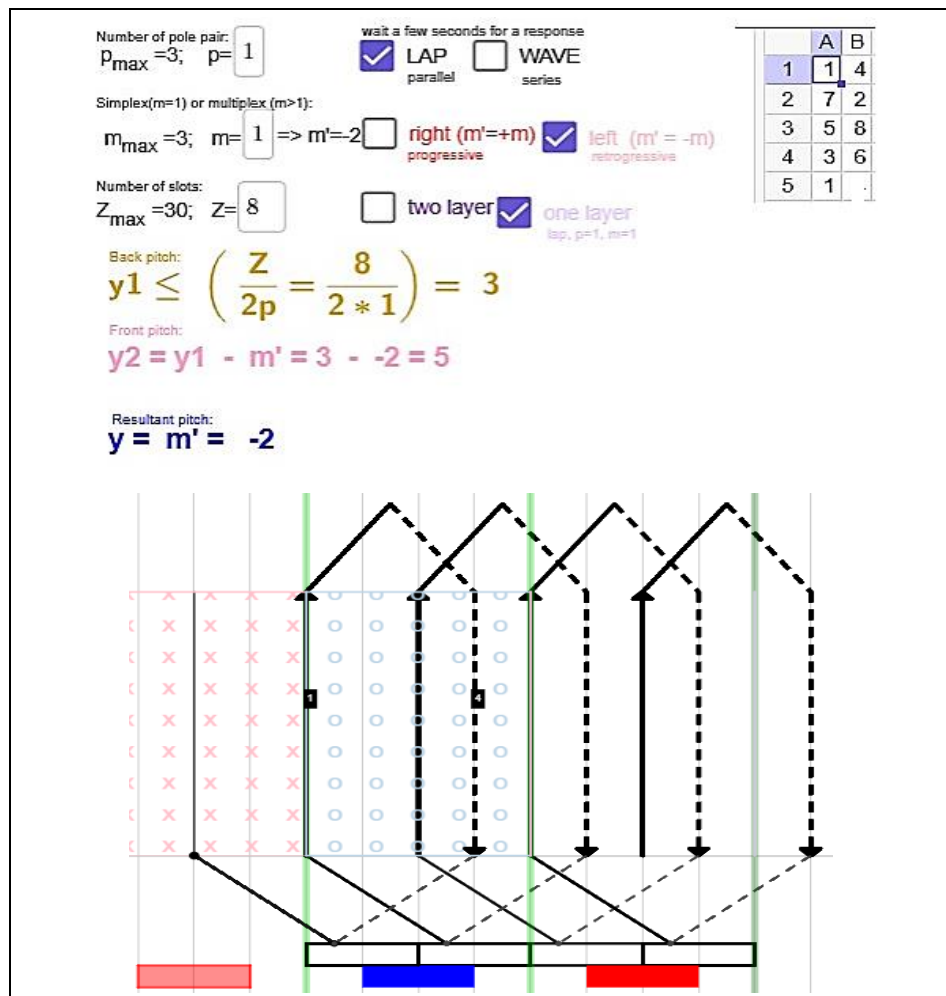 Number of pole pair:
p_max =3; p= 1
wait a few seconds for a response
LAP
parallel
WAVE
series
Simplex(m=1) or multiplex (m>1):
m_max =3; m= 1 => m'=-2
right (m'=+m)
progressive
left (m' = -m)
retrogressive
Number of slots:
Z_max =30; Z= 8
two layer
one layer
lap, p=1, m=1
A B
1 1 4
2 7 2
3 5 8
4 3 6
5 1 .
Back pitch:
y1 ≤ ( Z/2p = 8/2 * 1 ) = 3
Front pitch:
y2 = y1 - m' = 3 - -2 = 5
Resultant pitch:
y = m' = -2
x x x x x o o o o o
x x x x x o o o o o
x x x x x o o o o o
1 4
x x x x x o o o o o
x x x x x o o o o o
x x x x x o o o o o
x x x x x o o o o o